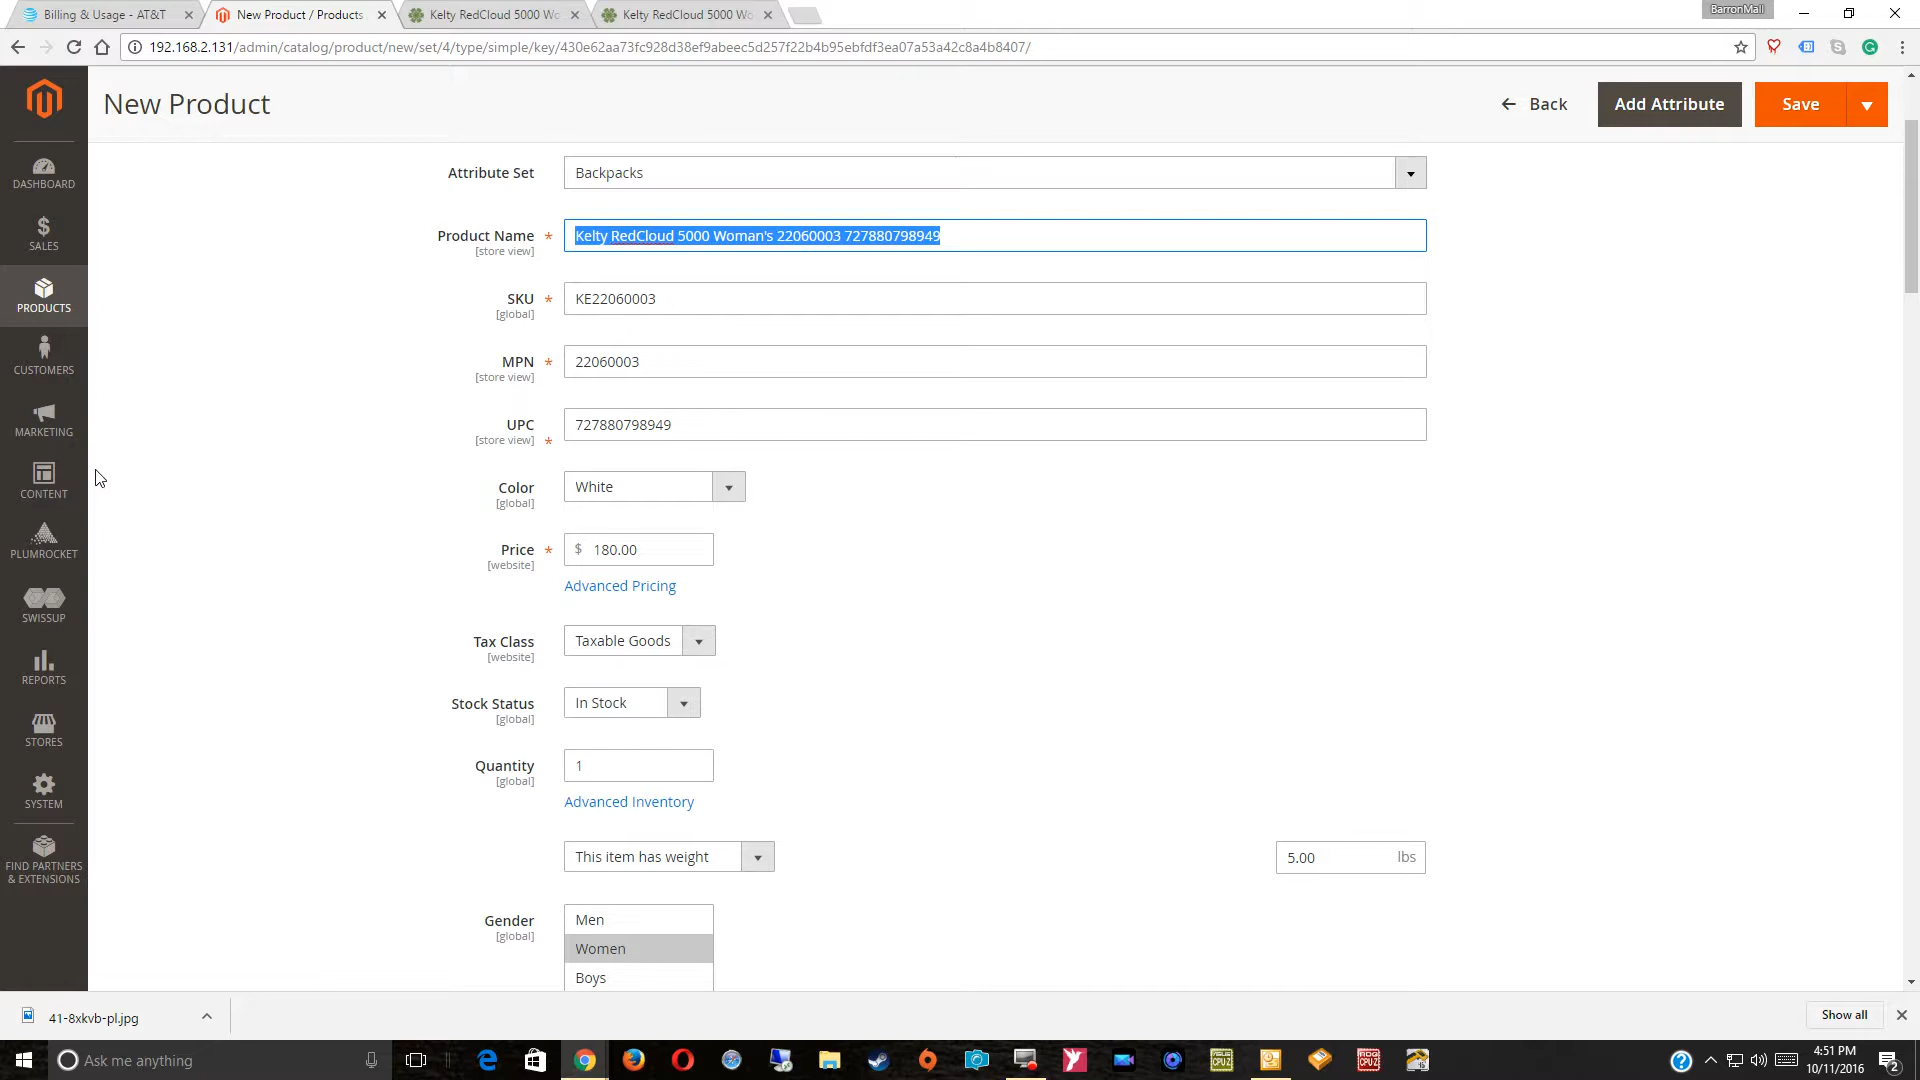 Billing & Usage - AT&T
New Product / Products
Kelty RedCloud 5000 Wo
Kelty RedCloud 5000 Wo
BarronMall
192.168.2.131/admin/catalog/product/new/set/4/type/simple/key/430e62aa73fc928d38ef9abeec5d257f22b4b95ebfdf3ea07a53a42c8a4b8407/
New Product
Back
Add Attribute
Save
DASHBOARD
SALES
PRODUCTS
CUSTOMERS
MARKETING
CONTENT
PLUMROCKET
SWISSUP
REPORTS
STORES
SYSTEM
FIND PARTNERS
& EXTENSIONS
Attribute Set
Backpacks
Product Name *
[store view]
Kelty RedCloud 5000 Woman's 22060003 727880798949
SKU *
[global]
KE22060003
MPN *
[store view]
22060003
UPC
[store view] *
727880798949
Color
[global]
White
Price *
[website]
$ 180.00
Advanced Pricing
Tax Class
[website]
Taxable Goods
Stock Status
[global]
In Stock
Quantity
[global]
1
Advanced Inventory
This item has weight
5.00 lbs
Gender
[global]
Men
Women
Boys
41-8xkvb-pl.jpg
Show all
Ask me anything
4:51 PM
10/11/2016
2